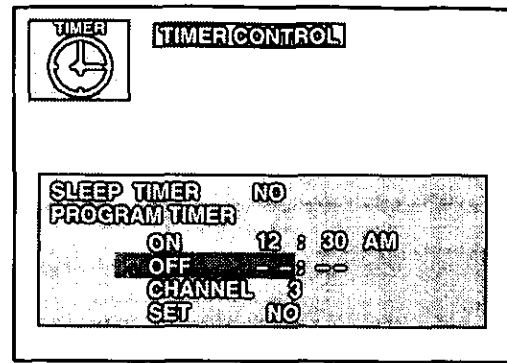 TIMER
TIMER CONTROL
SLEEP TIMER NO
PROGRAM TIMER
ON 12 : 30 AM
OFF - - : - -
CHANNEL 3
SET NO